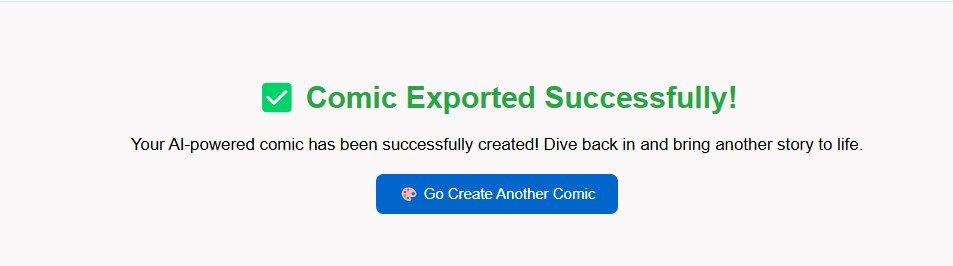 Comic Exported Successfully!
Your AI-powered comic has been successfully created! Dive back in and bring another story to life.
Go Create Another Comic